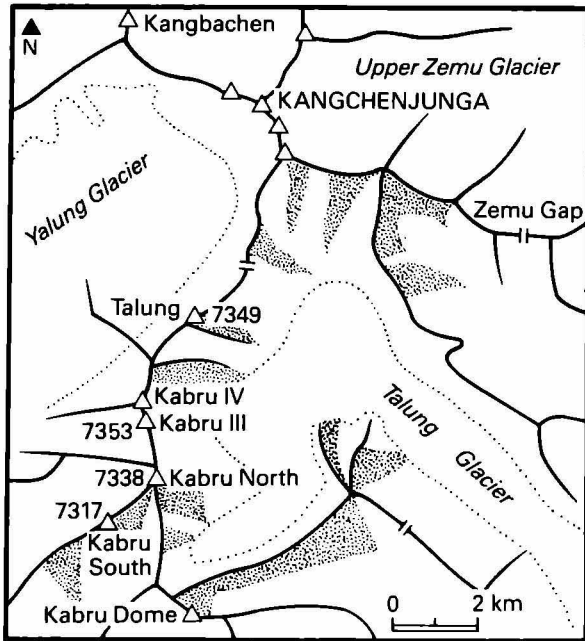 Kangbachen
N
Upper Zemu Glacier
KANGCHENJUNGA
Yalung Glacier
Zemu Gap
Talung
7349
Talung
Glacier
Kabru IV
7353
Kabru III
7338
Kabru North
7317
Kabru
South
Kabru Dome
0 2 km